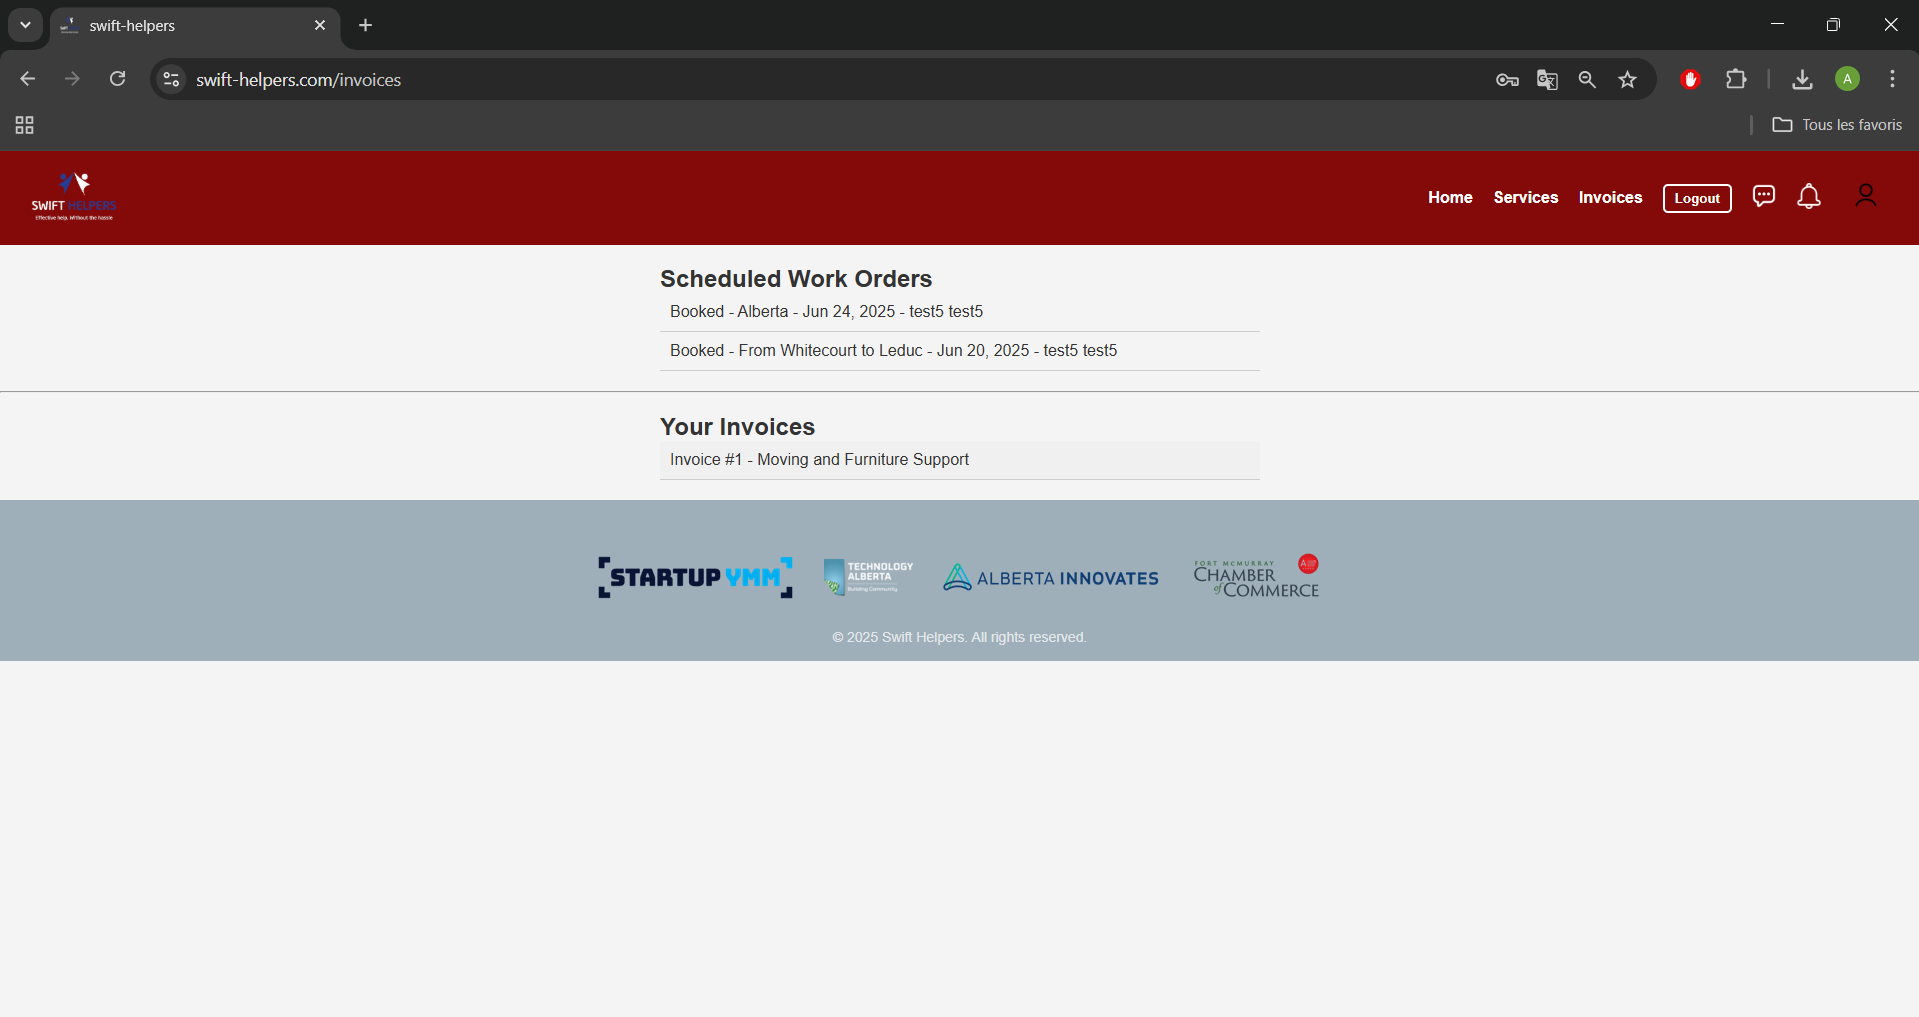 swift-helpers
swift-helpers.com/invoices
A
Tous les favoris
SWIFT HELPERS
Effective help. Without the hassle
Home Services Invoices Logout
Scheduled Work Orders
Booked - Alberta - Jun 24, 2025 - test5 test5
Booked - From Whitecourt to Leduc - Jun 20, 2025 - test5 test5
Your Invoices
Invoice #1 - Moving and Furniture Support
STARTUP YMM
TECHNOLOGY
ALBERTA
Building Community
ALBERTA INNOVATES
FORT McMURRAY
CHAMBER
of COMMERCE
© 2025 Swift Helpers. All rights reserved.